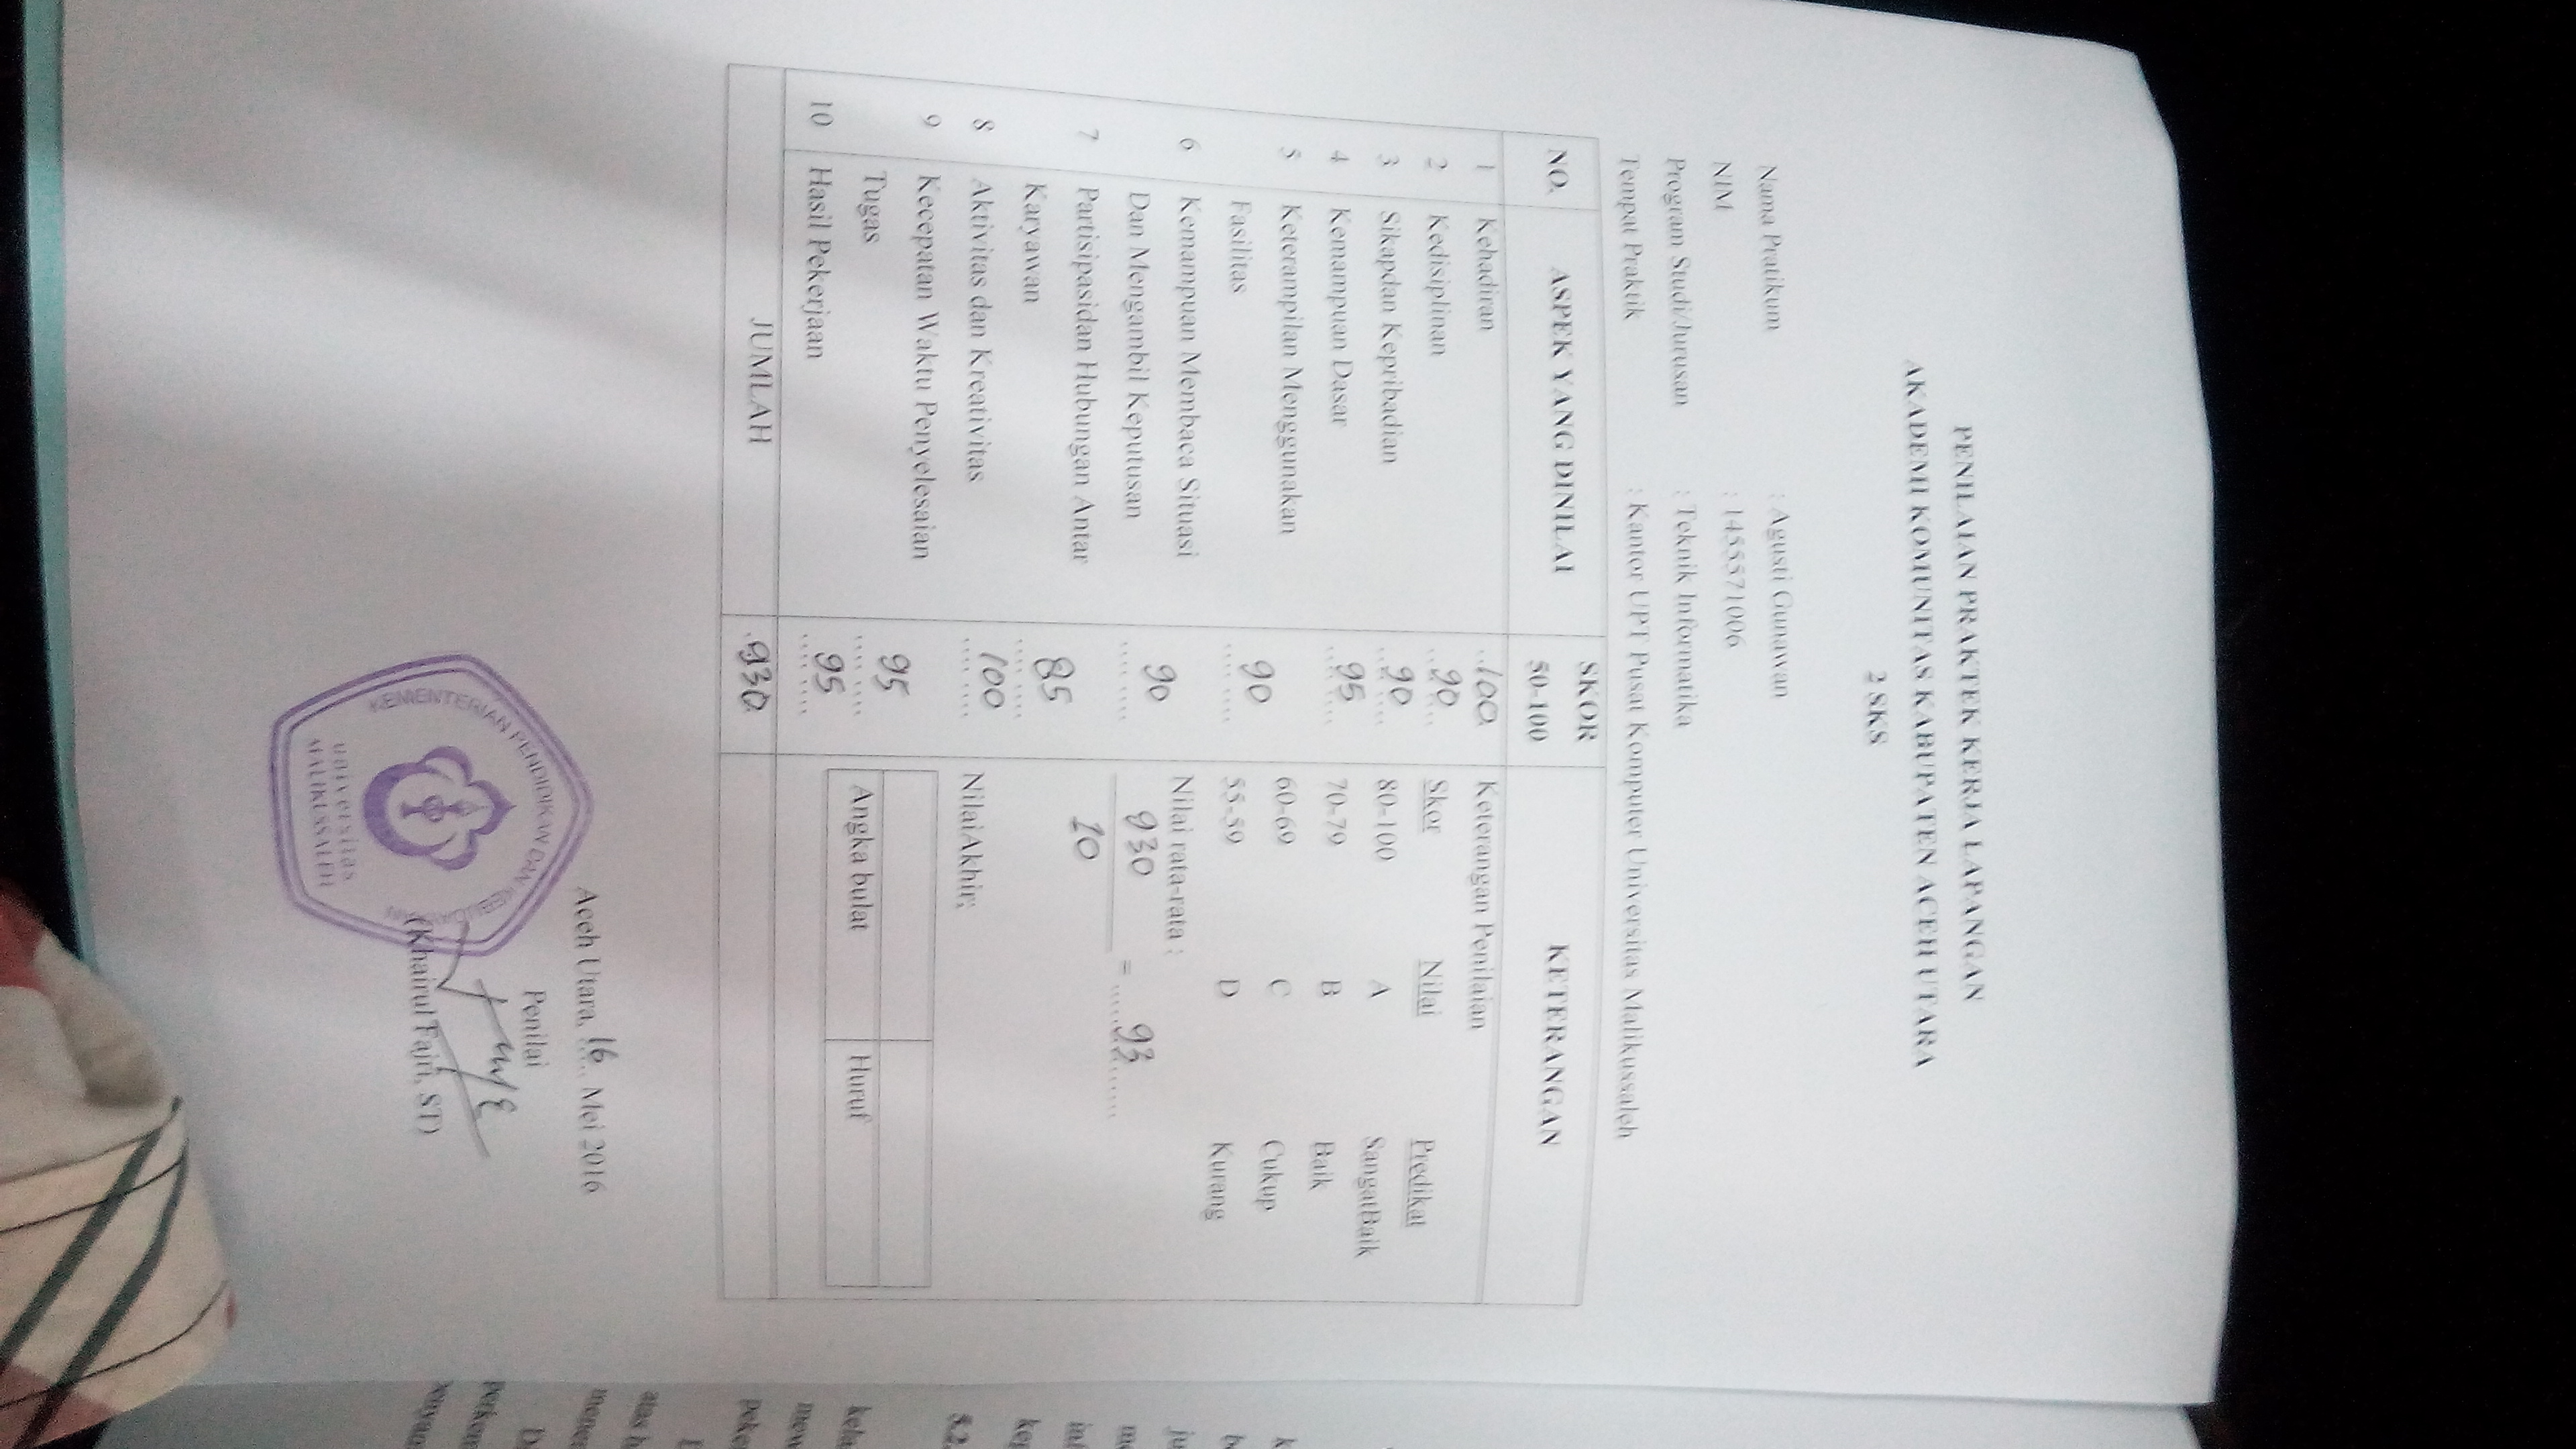 PENILAIAN PRAKTEK KERJA LAPANGAN
AKADEMI KOMUNITAS KABUPATEN ACEH UTARA
2 SKS
Nama Pratikum : Agusti Gunawan
NIM : 1455571006
Program Studi/Jurusan : Teknik Informatika
Tempat Praktik : Kantor UPT Pusat Komputer Universitas Malikussaleh
NO. ASPEK YANG DINILAI SKOR 50-100 KETERANGAN
1 Kehadiran 100 Keterangan Penilaian
2 Kedisiplinan 90 Skor Nilai Predikat
3 Sikapdan Kepribadian 90 80-100 A SangatBaik
4 Kemampuan Dasar 95 70-79 B Baik
5 Keterampilan Menggunakan 60-69 C Cukup
Fasilitas 90 55-59 D Kurang
6 Kemampuan Membaca Situasi Nilai rata-rata :
Dan Mengambil Keputusan 90 930 = 93
7 Partisipasidan Hubungan Antar 10
Karyawan 85
8 Aktivitas dan Kreativitas 100 NilaiAkhir;
9 Kecepatan Waktu Penyelesaian
Tugas 95 Angka bulat Huruf
10 Hasil Pekerjaan 95
JUMLAH 930
Aceh Utara, 16 Mei 2016
Penilai
(Khairul Fajri, ST)
KEMENTERIAN PENDIDIKAN DAN
universitas
MALIKUSSALEH
5.2.